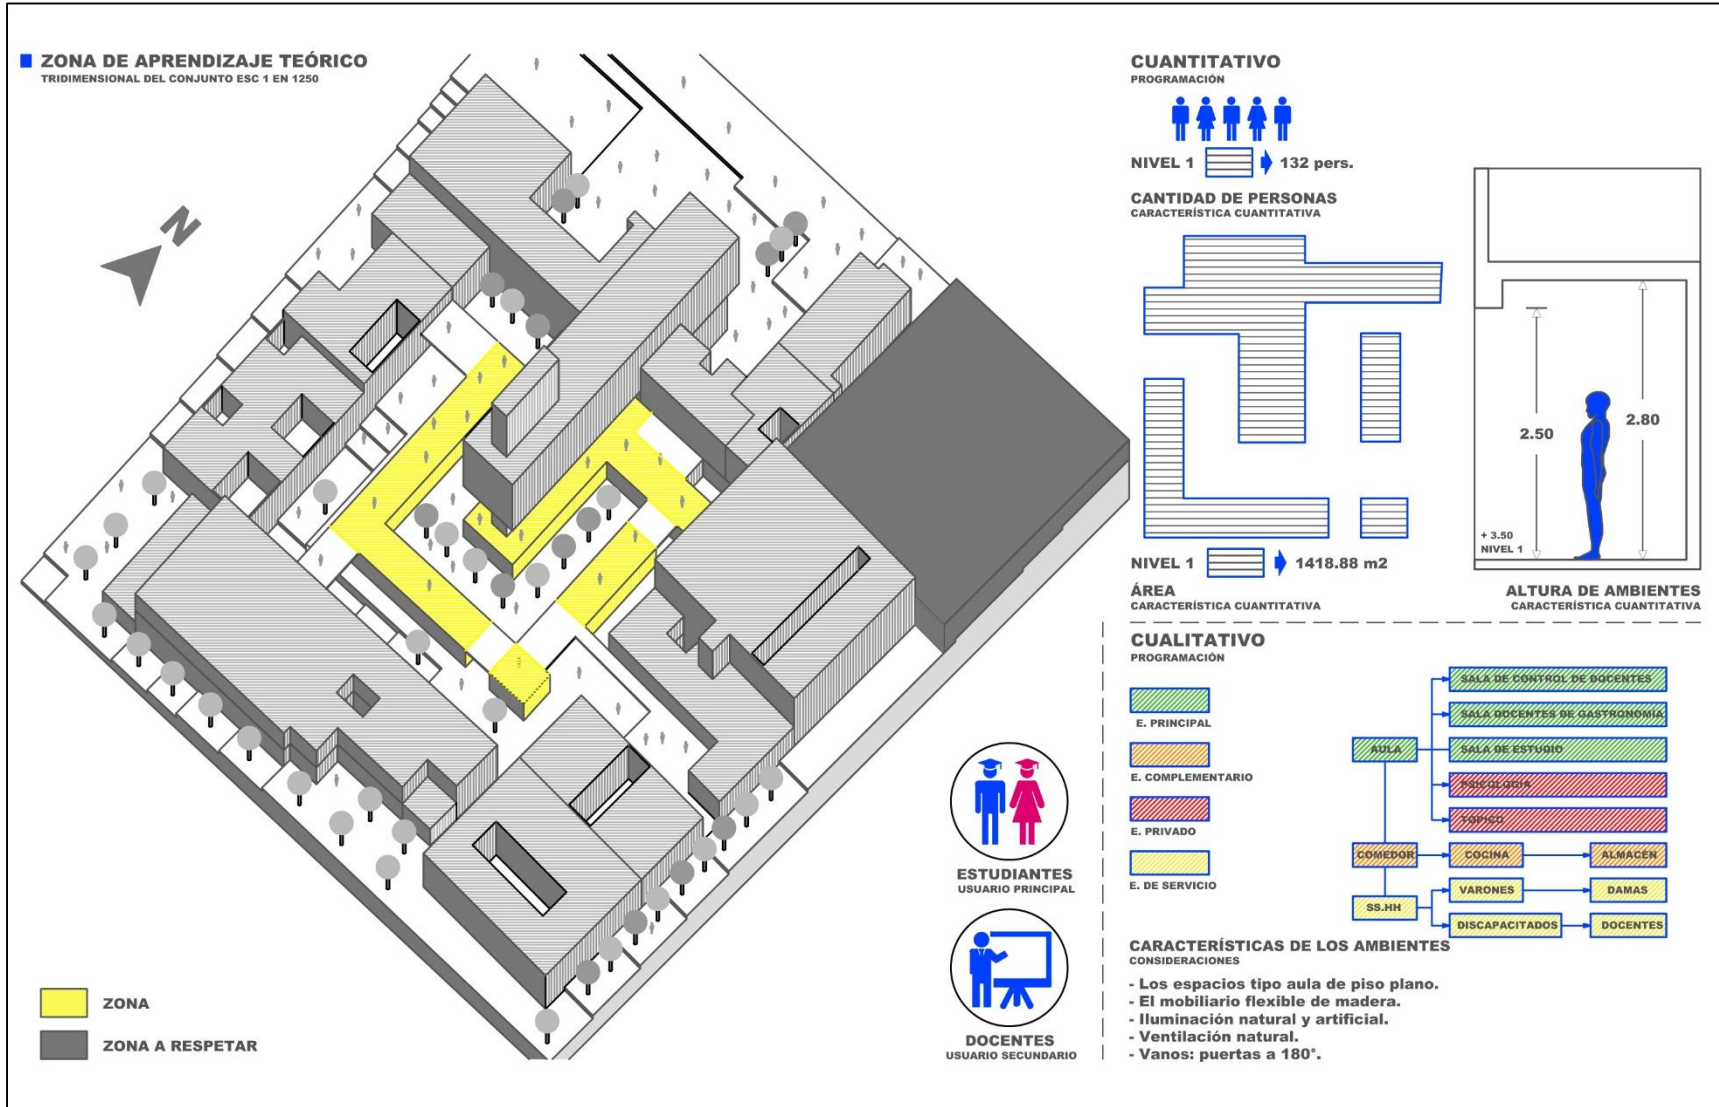 ZONA DE APRENDIZAJE TEÓRICO
TRIDIMENSIONAL DEL CONJUNTO ESC 1 EN 1250
N
ZONA
ZONA A RESPETAR
ESTUDIANTES
USUARIO PRINCIPAL
DOCENTES
USUARIO SECUNDARIO
CUANTITATIVO
PROGRAMACIÓN
NIVEL 1 132 pers.
CANTIDAD DE PERSONAS
CARACTERÍSTICA CUANTITATIVA
NIVEL 1 1418.88 m2
ÁREA
CARACTERÍSTICA CUANTITATIVA
2.50
2.80
+ 3.50
NIVEL 1
ALTURA DE AMBIENTES
CARACTERÍSTICA CUANTITATIVA
CUALITATIVO
PROGRAMACIÓN
E. PRINCIPAL
E. COMPLEMENTARIO
E. PRIVADO
E. DE SERVICIO
SALA DE CONTROL DE DOCENTES
SALA DOCENTES DE GASTRONOMÍA
AULA SALA DE ESTUDIO
PSICOLOGÍA
TÓPICO
COMEDOR COCINA ALMACÉN
VARONES DAMAS
SS.HH
DISCAPACITADOS DOCENTES
CARACTERÍSTICAS DE LOS AMBIENTES
CONSIDERACIONES
- Los espacios tipo aula de piso plano.
- El mobiliario flexible de madera.
- Iluminación natural y artificial.
- Ventilación natural.
- Vanos: puertas a 180°.